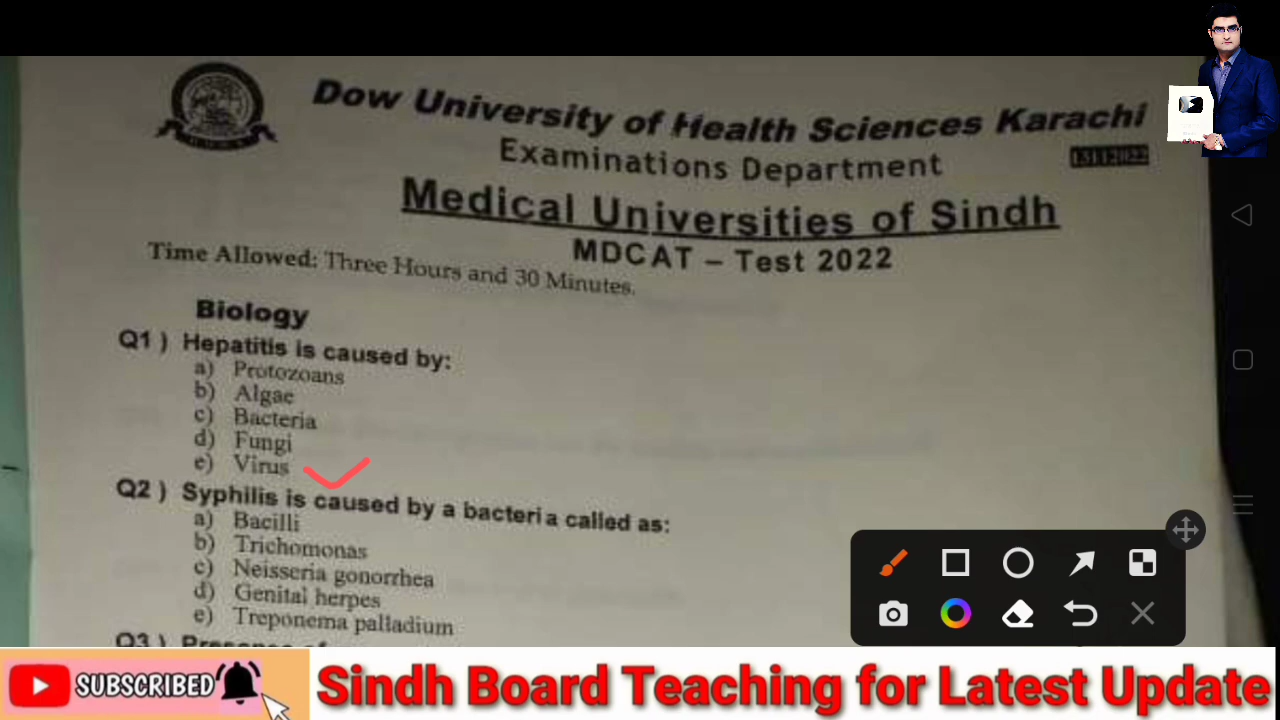 Dow University of Health Sciences Karachi
Examinations Department
13112022
Medical Universities of Sindh
MDCAT – Test 2022
Time Allowed: Three Hours and 30 Minutes.
Biology
Q1 ) Hepatitis is caused by:
a) Protozoans
b) Algae
c) Bacteria
d) Fungi
e) Virus
Q2 ) Syphilis is caused by a bacteria called as:
a) Bacilli
b) Trichomonas
c) Neisseria gonorrhea
d) Genital herpes
e) Treponema palladium
Q3 )
SUBSCRIBED
Sindh Board Teaching for Latest Update